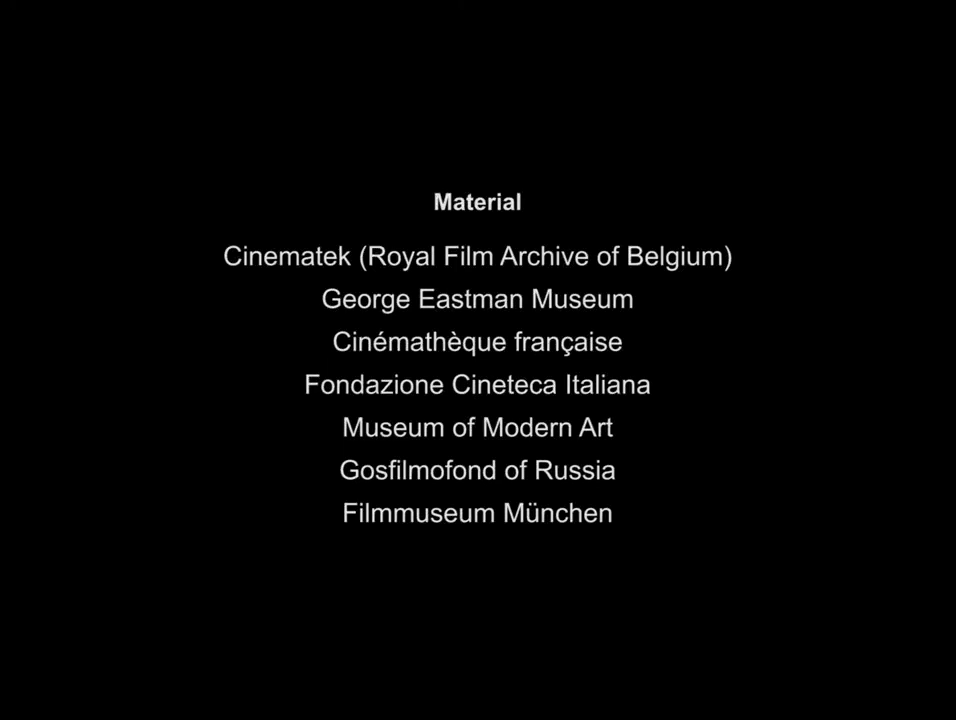 Material
Cinematek (Royal Film Archive of Belgium)
George Eastman Museum
Cinémathèque française
Fondazione Cineteca Italiana
Museum of Modern Art
Gosfilmofond of Russia
Filmmuseum München